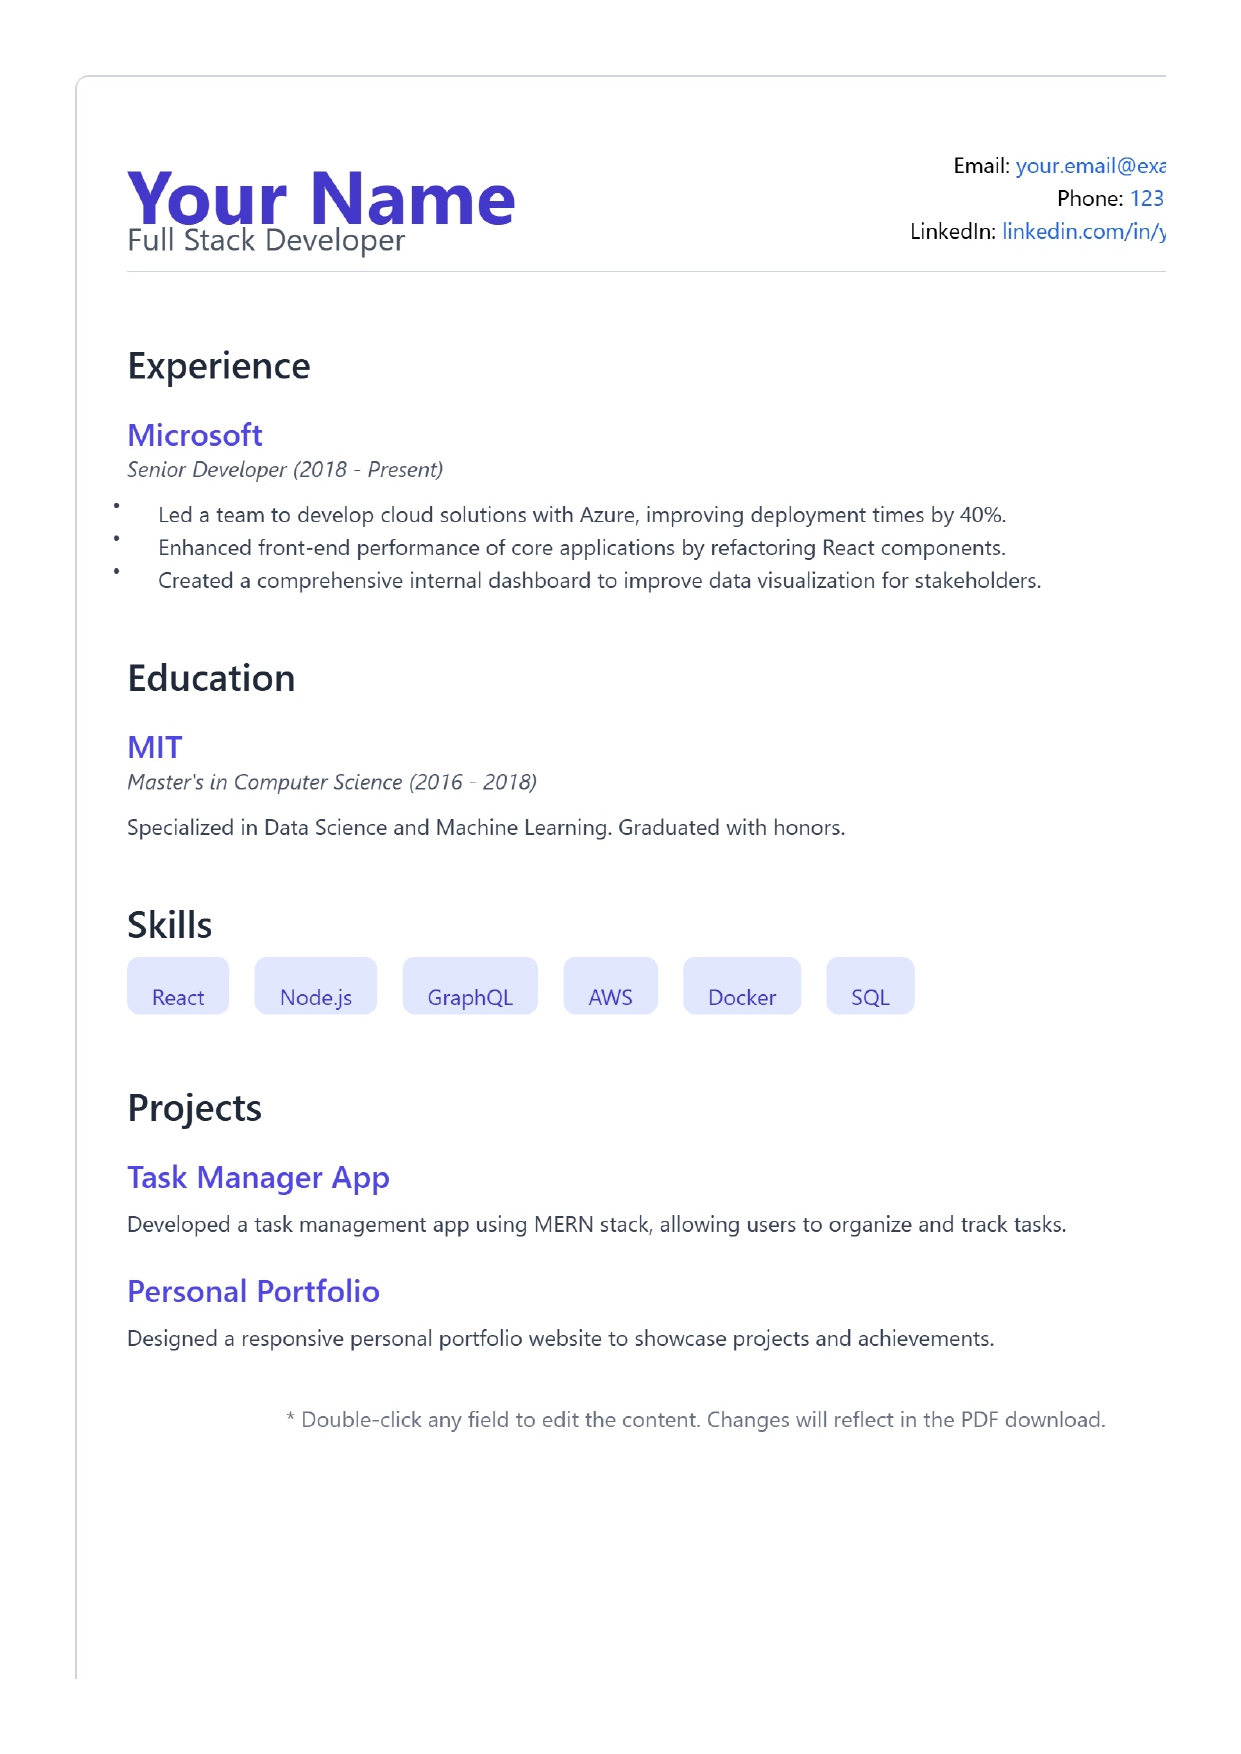 Your Name
Full Stack Developer
Email: your.email@exa
Phone: 123
LinkedIn: linkedin.com/in/y
Experience
Microsoft
Senior Developer (2018 - Present)
• Led a team to develop cloud solutions with Azure, improving deployment times by 40%.
• Enhanced front-end performance of core applications by refactoring React components.
• Created a comprehensive internal dashboard to improve data visualization for stakeholders.
Education
MIT
Master's in Computer Science (2016 - 2018)
Specialized in Data Science and Machine Learning. Graduated with honors.
Skills
React Node.js GraphQL AWS Docker SQL
Projects
Task Manager App
Developed a task management app using MERN stack, allowing users to organize and track tasks.
Personal Portfolio
Designed a responsive personal portfolio website to showcase projects and achievements.
* Double-click any field to edit the content. Changes will reflect in the PDF download.